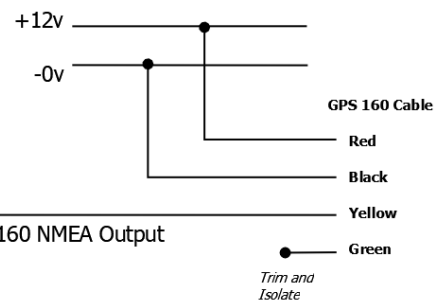 +12v
-0v
GPS 160 Cable
Red
Black
Yellow
160 NMEA Output
Green
Trim and
Isolate